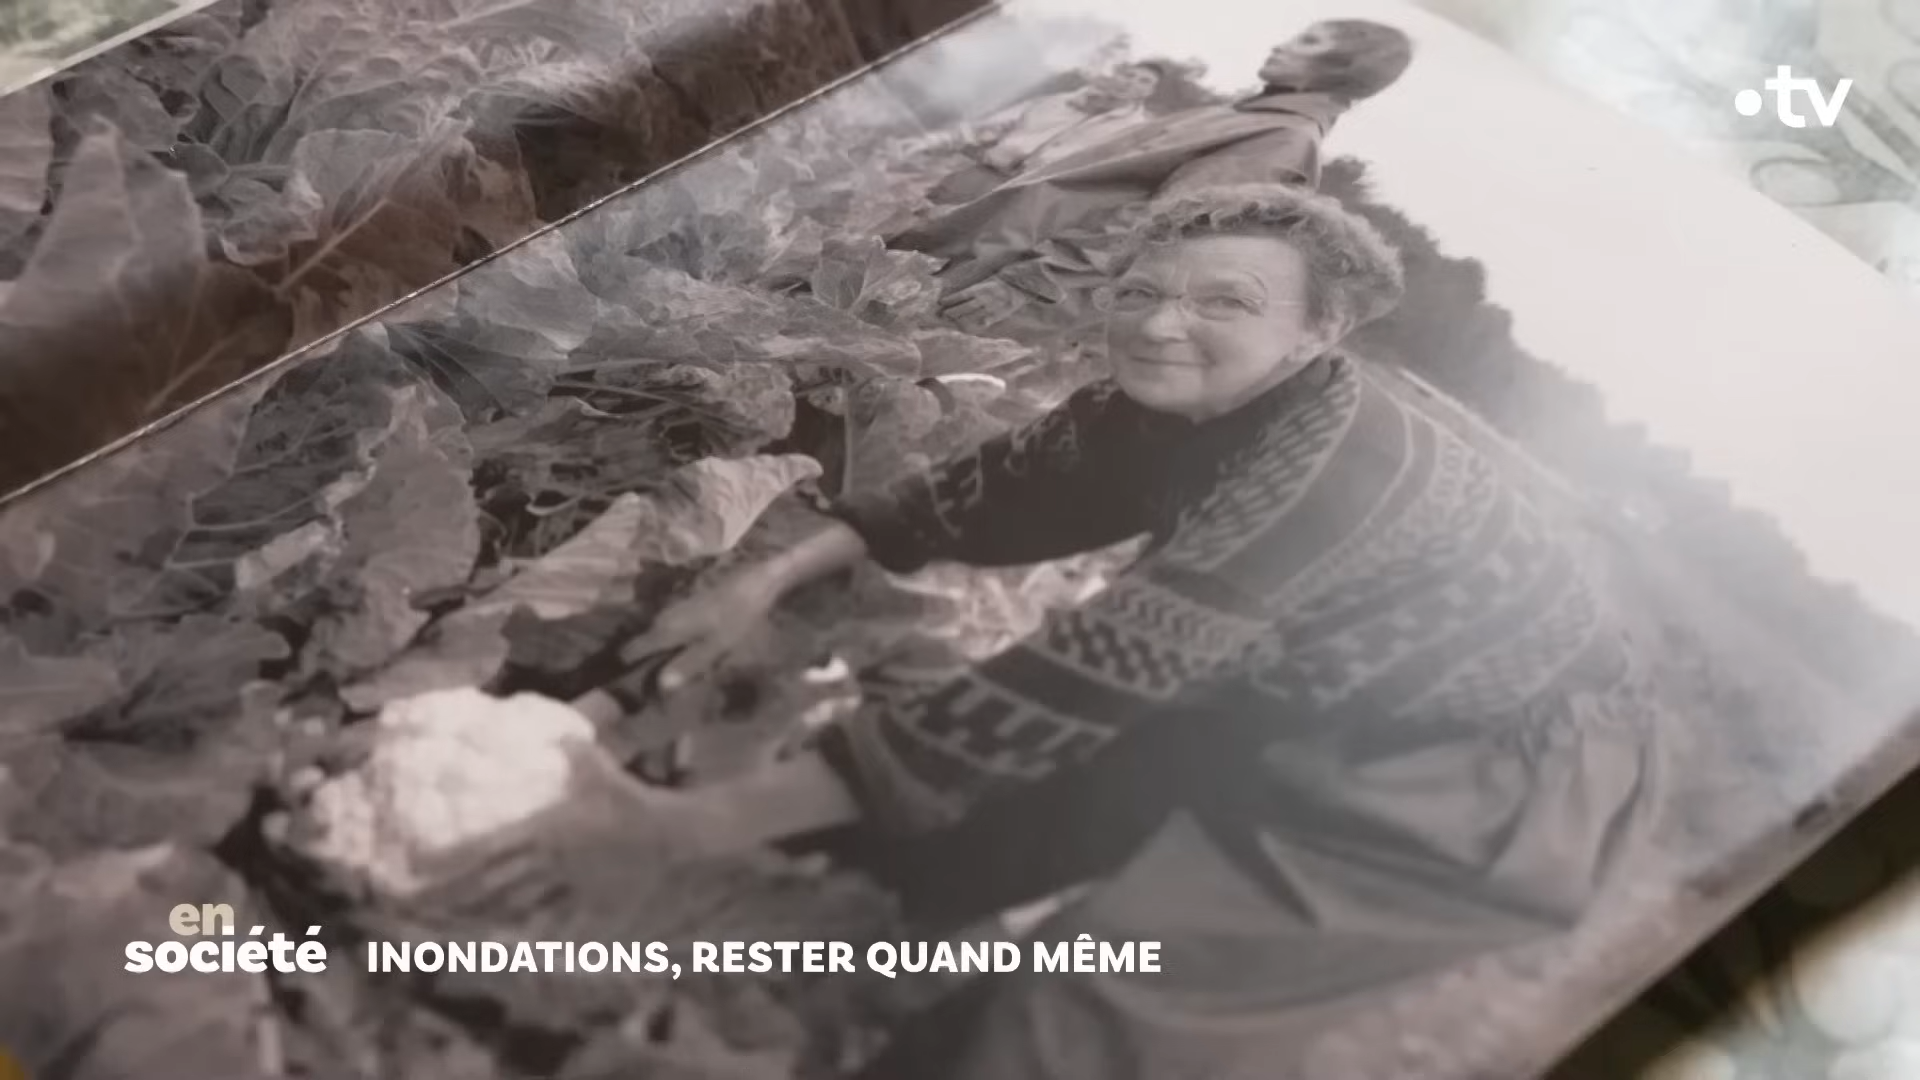 •tv
en
société
INONDATIONS, RESTER QUAND MÊME